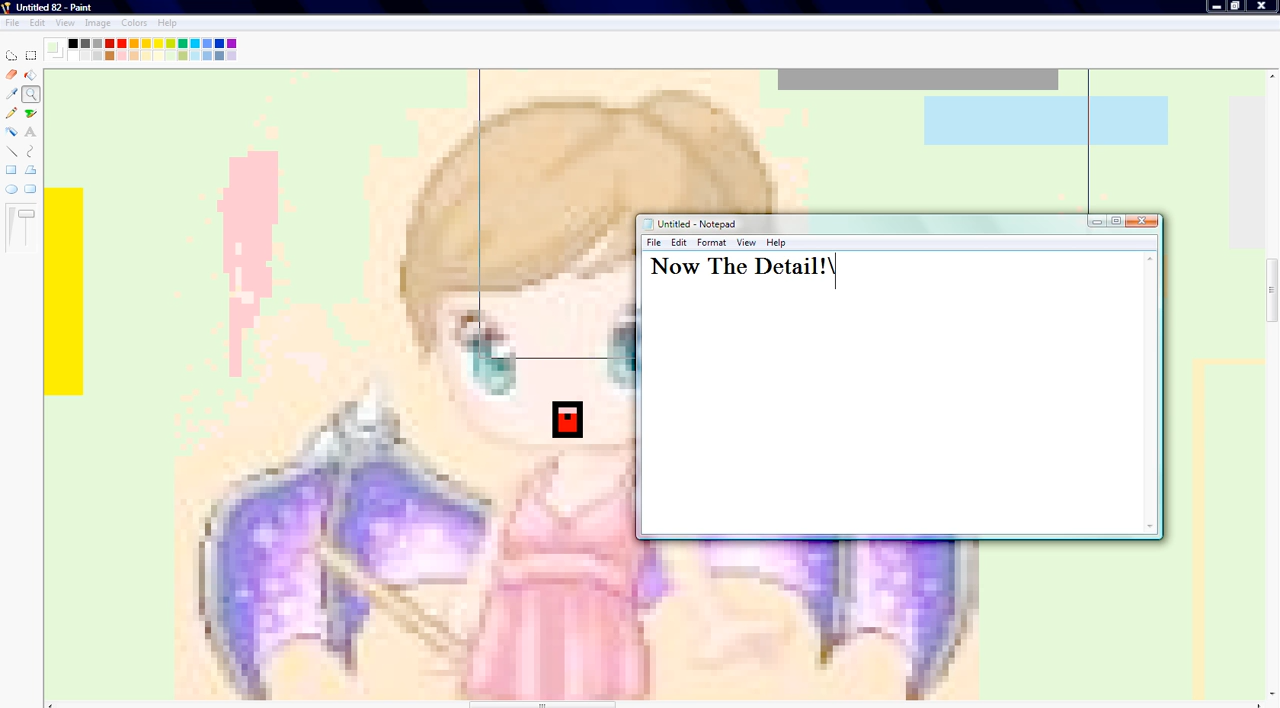 Untitled 82 - Paint
File Edit View Image Colors Help
Untitled - Notepad
File Edit Format View Help
Now The Detail!\